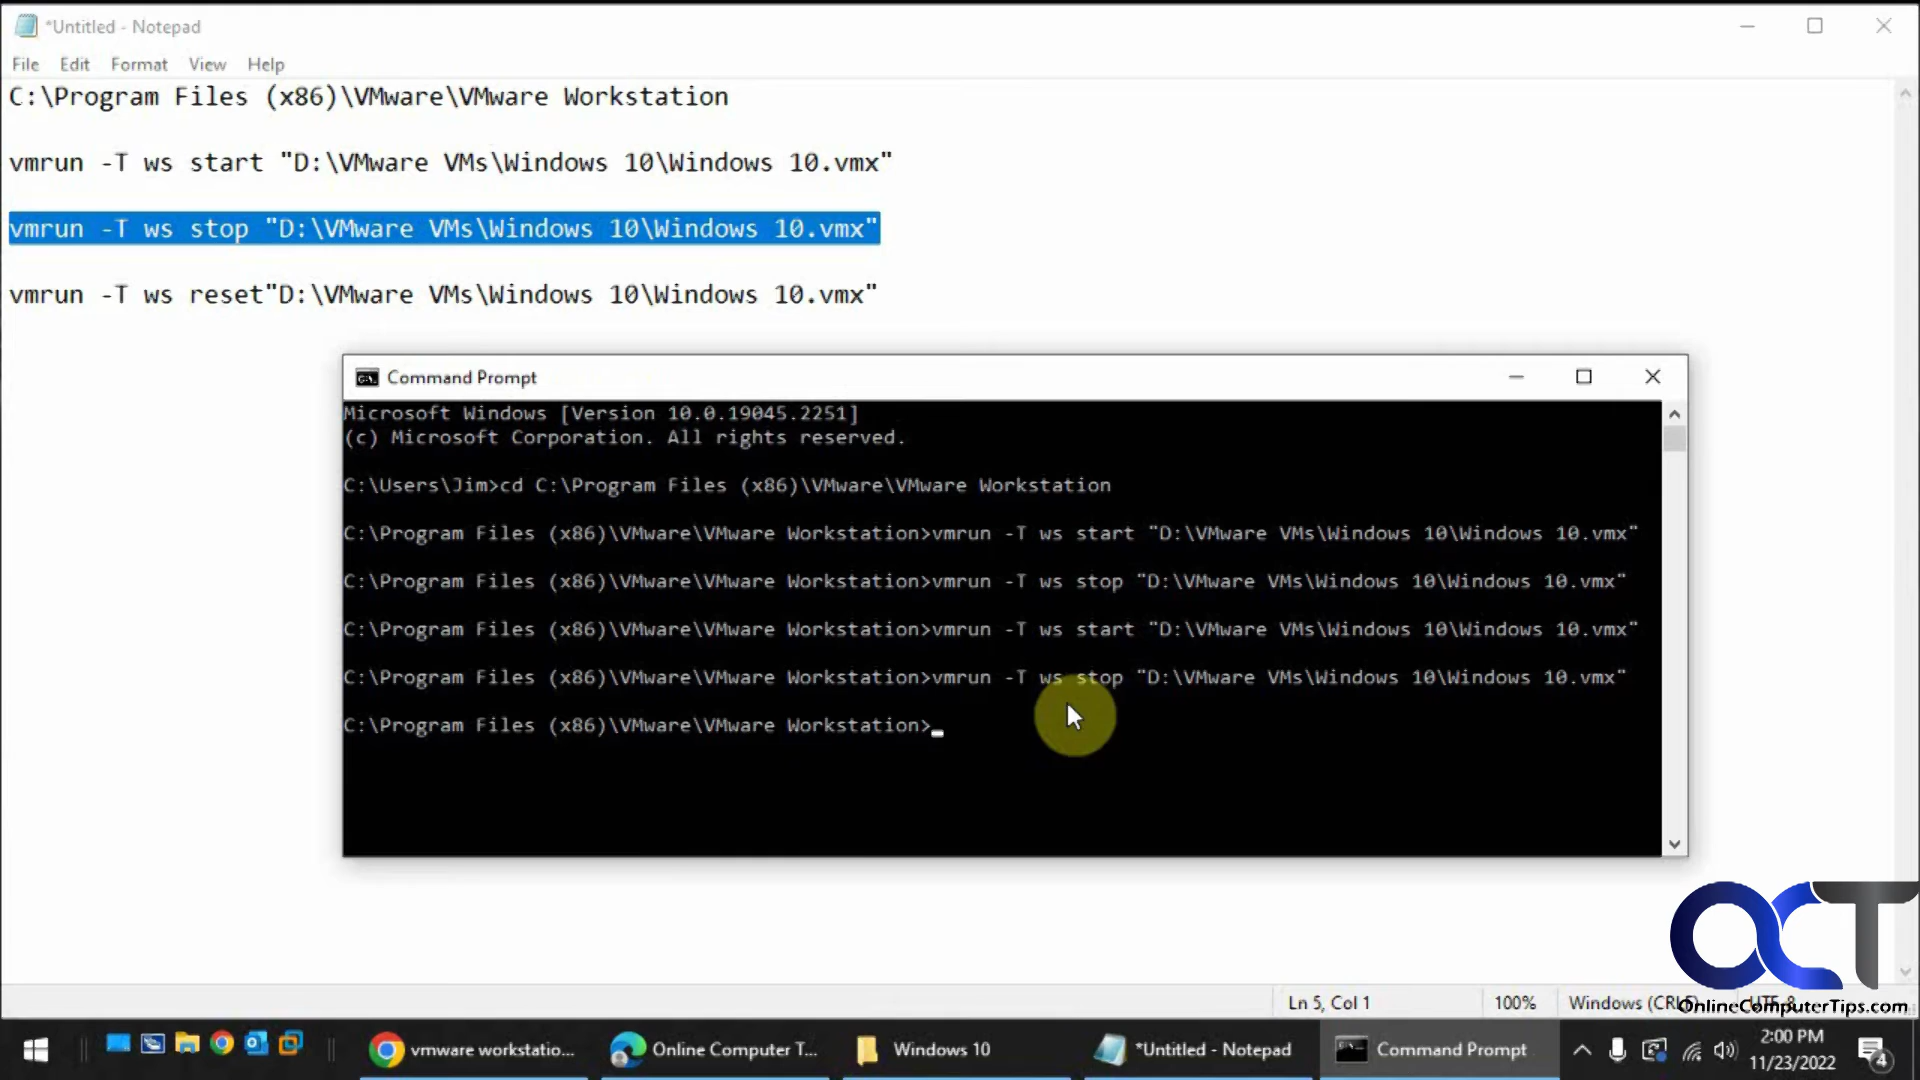 *Untitled - Notepad
File Edit Format View Help
C:\Program Files (x86)\VMware\VMware Workstation
vmrun -T ws start "D:\VMware VMs\Windows 10\Windows 10.vmx"
vmrun -T ws stop "D:\VMware VMs\Windows 10\Windows 10.vmx"
vmrun -T ws reset"D:\VMware VMs\Windows 10\Windows 10.vmx"
Command Prompt
Microsoft Windows [Version 10.0.19045.2251]
(c) Microsoft Corporation. All rights reserved.
C:\Users\Jim>cd C:\Program Files (x86)\VMware\VMware Workstation
C:\Program Files (x86)\VMware\VMware Workstation>vmrun -T ws start "D:\VMware VMs\Windows 10\Windows 10.vmx"
C:\Program Files (x86)\VMware\VMware Workstation>vmrun -T ws stop "D:\VMware VMs\Windows 10\Windows 10.vmx"
C:\Program Files (x86)\VMware\VMware Workstation>vmrun -T ws start "D:\VMware VMs\Windows 10\Windows 10.vmx"
C:\Program Files (x86)\VMware\VMware Workstation>vmrun -T ws stop "D:\VMware VMs\Windows 10\Windows 10.vmx"
C:\Program Files (x86)\VMware\VMware Workstation>
OCT
OnlineComputerTips.com
Ln 5, Col 1 100% Windows (CRLF) UTF-8
vmware workstatio... Online Computer T... Windows 10 *Untitled - Notepad Command Prompt
2:00 PM
11/23/2022
4